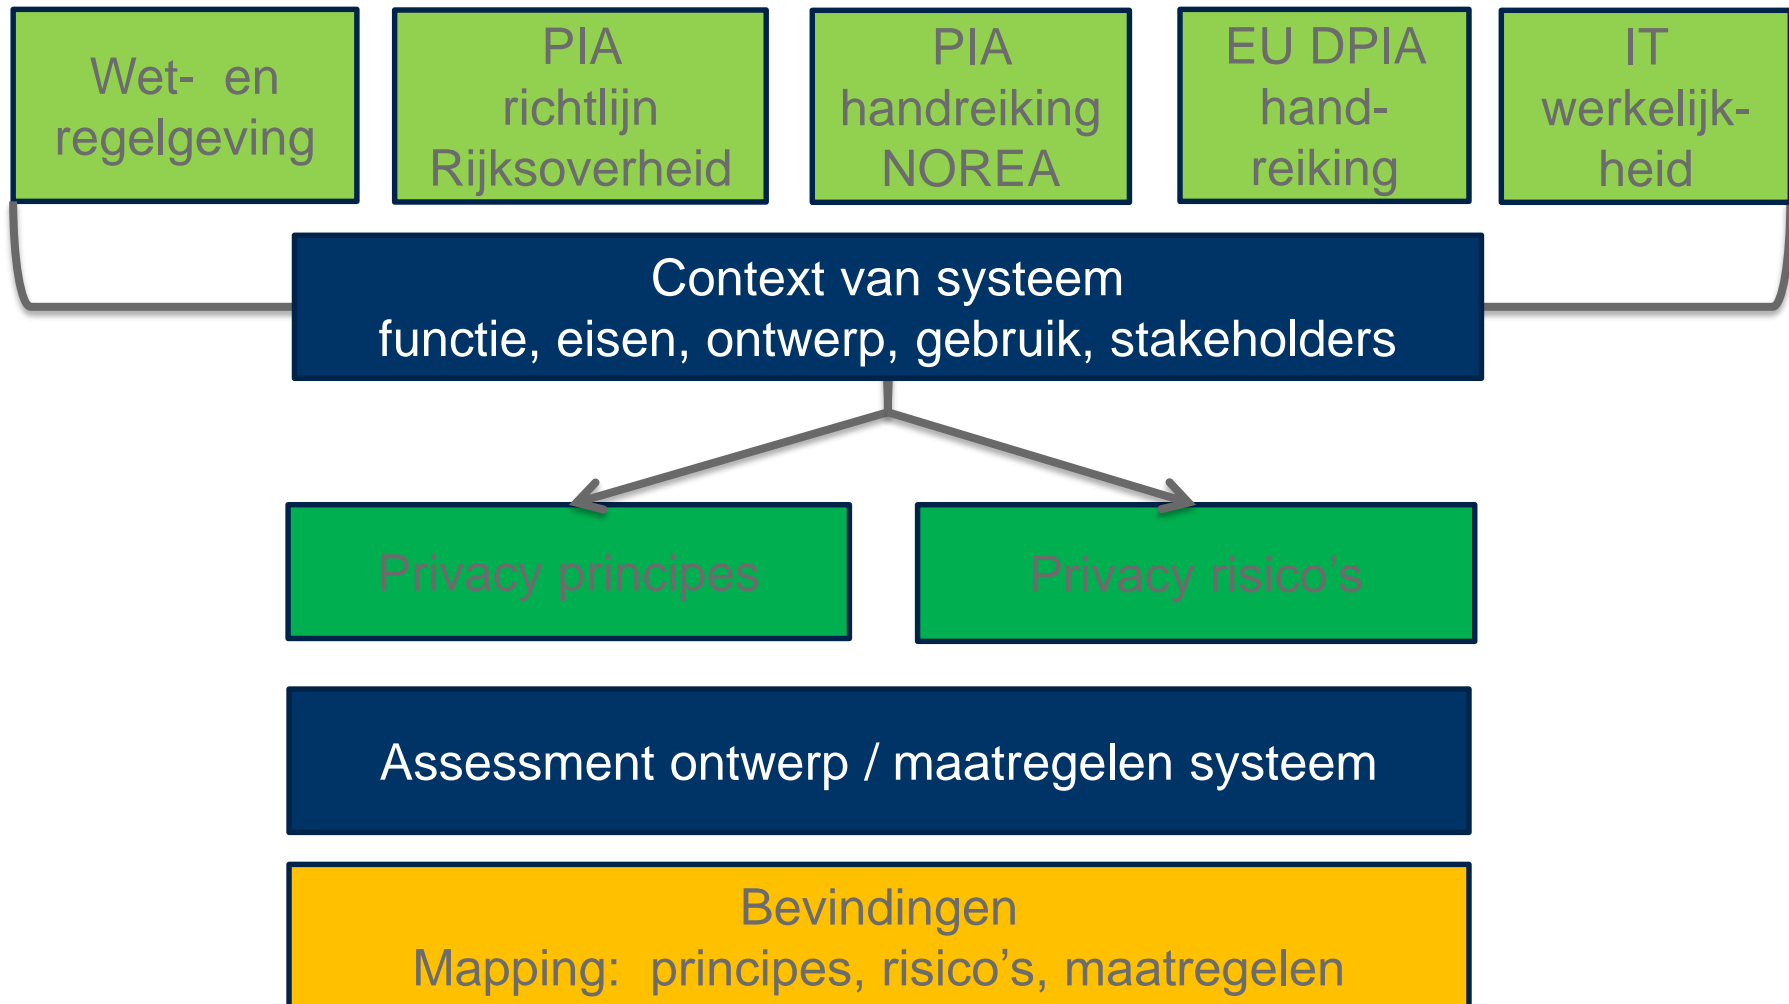 Wet- en
regelgeving
PIA
richtlijn
Rijksoverheid
PIA
handreiking
NOREA
EU DPIA
hand-
reiking
IT
werkelijk-
heid
Context van systeem
functie, eisen, ontwerp, gebruik, stakeholders
Privacy principes
Privacy risico’s
Assessment ontwerp / maatregelen systeem
Bevindingen
Mapping: principes, risico’s, maatregelen